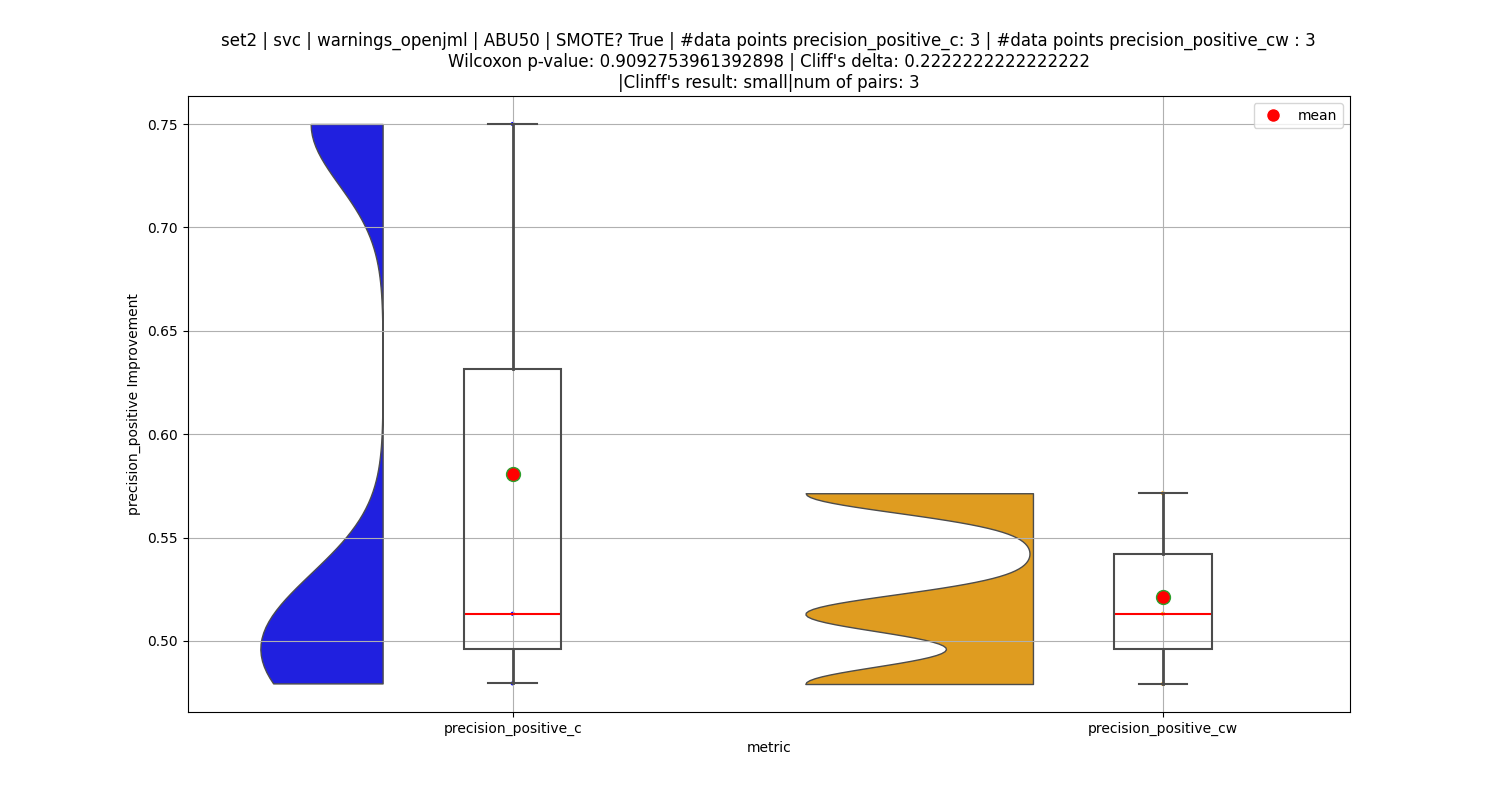 set2 | svc | warnings_openjml | ABU50 | SMOTE? True | #data points precision_positive_c: 3 | #data points precision_positive_cw : 3
Wilcoxon p-value: 0.9092753961392898 | Cliff's delta: 0.2222222222222222
|Clinff's result: small|num of pairs: 3
mean
0.75
0.70
0.65
0.60
0.55
0.50
precision_positive Improvement
precision_positive_c
precision_positive_cw
metric